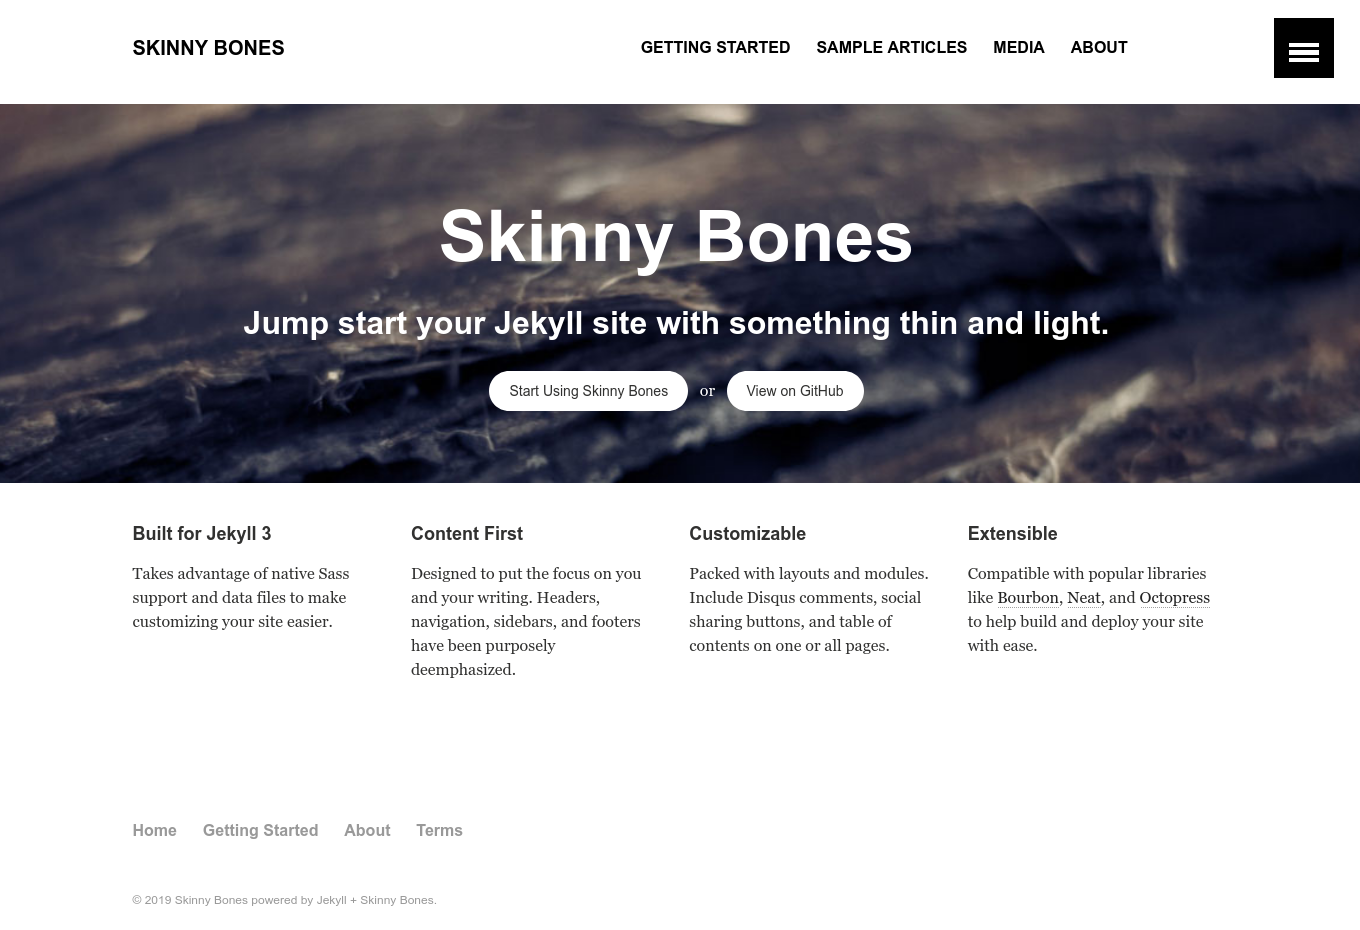 SKINNY BONES
GETTING STARTED SAMPLE ARTICLES MEDIA ABOUT
Skinny Bones
Jump start your Jekyll site with something thin and light.
Start Using Skinny Bones or View on GitHub
Built for Jekyll 3
Takes advantage of native Sass
support and data files to make
customizing your site easier.
Content First
Designed to put the focus on you
and your writing. Headers,
navigation, sidebars, and footers
have been purposely
deemphasized.
Customizable
Packed with layouts and modules.
Include Disqus comments, social
sharing buttons, and table of
contents on one or all pages.
Extensible
Compatible with popular libraries
like Bourbon, Neat, and Octopress
to help build and deploy your site
with ease.
Home Getting Started About Terms
© 2019 Skinny Bones powered by Jekyll + Skinny Bones.